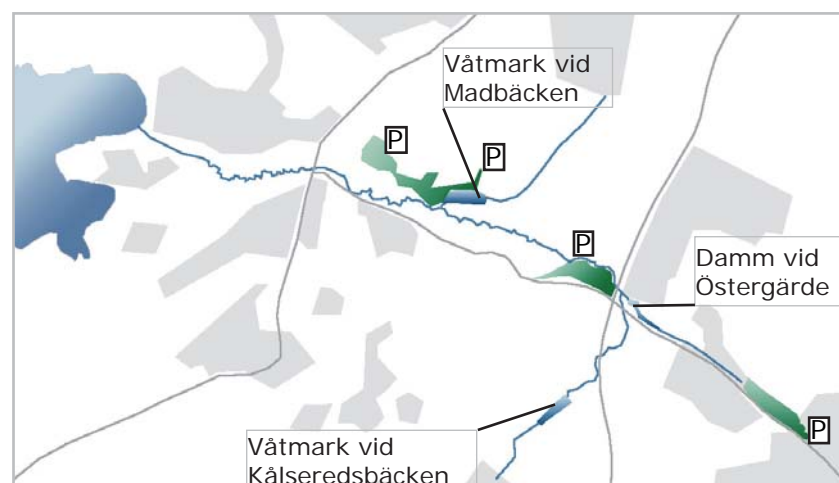 Våtmark vid
Madbäcken
P
P
P
Damm vid
Östergärde
P
Våtmark vid
Kålseredsbäcken